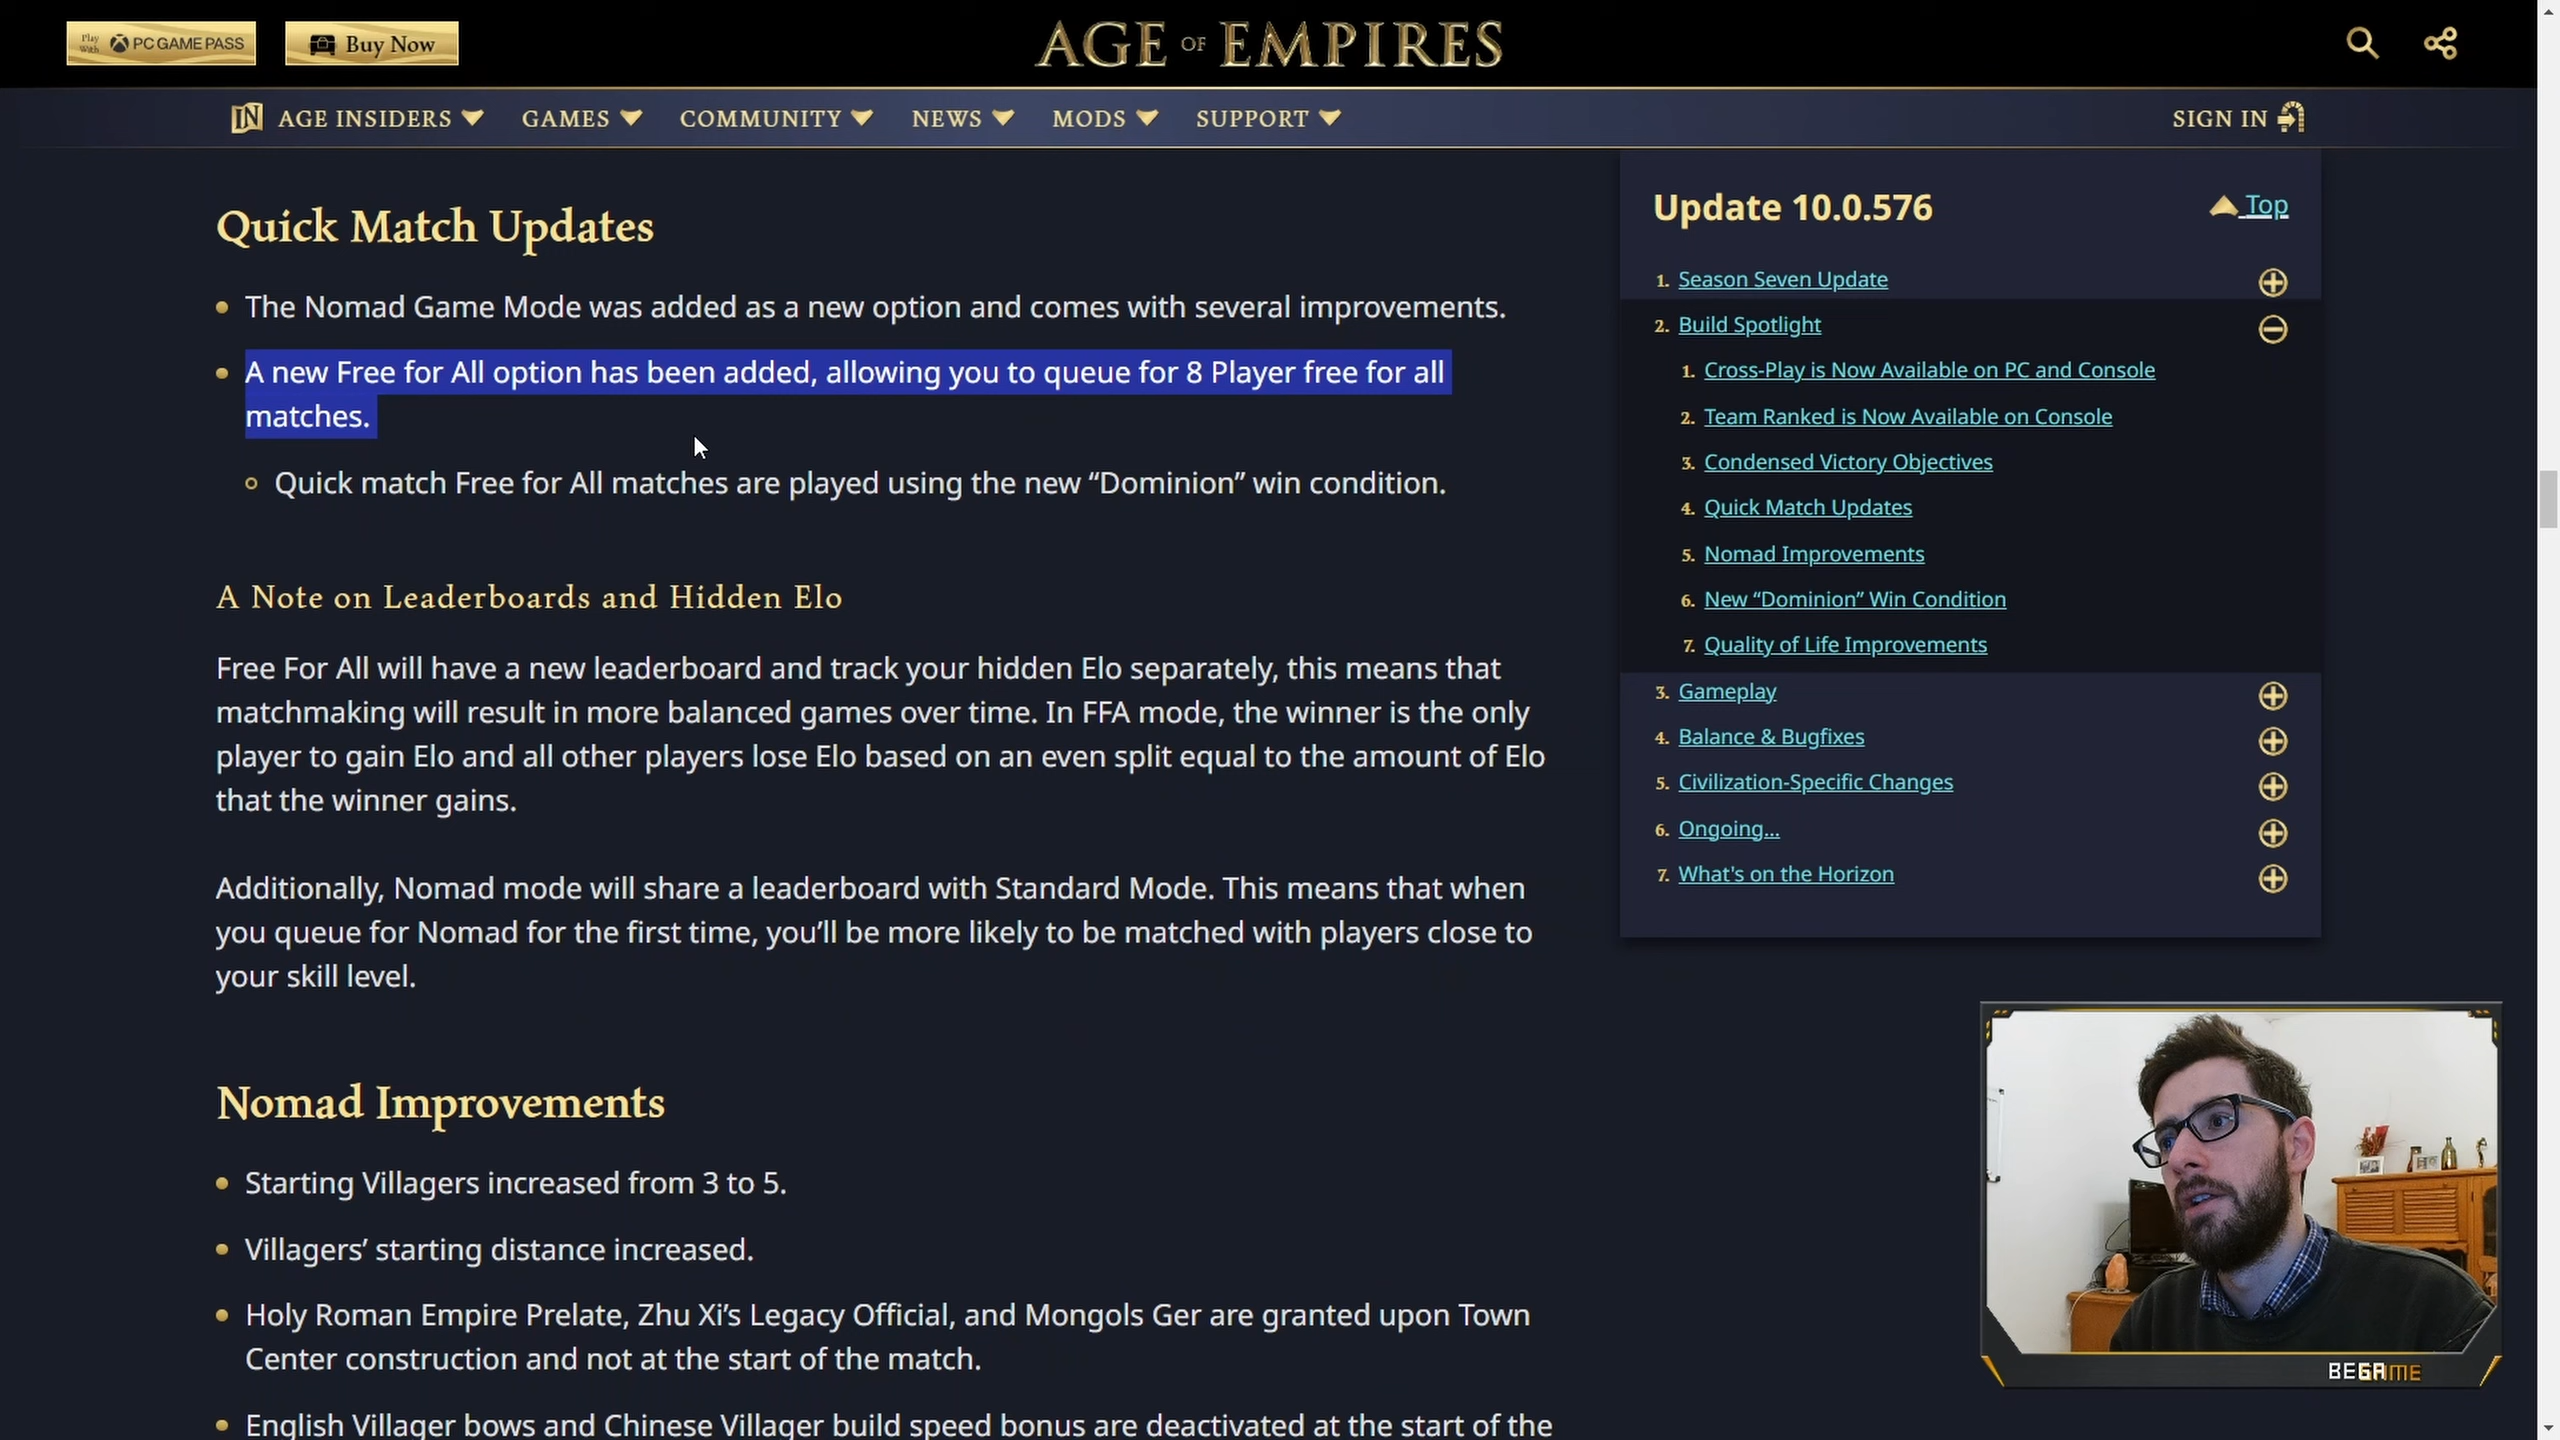 Play With PC GAME PASS
Buy Now
AGE OF EMPIRES
IN AGE INSIDERS
GAMES
COMMUNITY
NEWS
MODS
SUPPORT
SIGN IN
Quick Match Updates
• The Nomad Game Mode was added as a new option and comes with several improvements.
• A new Free for All option has been added, allowing you to queue for 8 Player free for all
matches.
○ Quick match Free for All matches are played using the new “Dominion” win condition.
A Note on Leaderboards and Hidden Elo
Free For All will have a new leaderboard and track your hidden Elo separately, this means that
matchmaking will result in more balanced games over time. In FFA mode, the winner is the only
player to gain Elo and all other players lose Elo based on an even split equal to the amount of Elo
that the winner gains.
Additionally, Nomad mode will share a leaderboard with Standard Mode. This means that when
you queue for Nomad for the first time, you’ll be more likely to be matched with players close to
your skill level.
Nomad Improvements
• Starting Villagers increased from 3 to 5.
• Villagers’ starting distance increased.
• Holy Roman Empire Prelate, Zhu Xi’s Legacy Official, and Mongols Ger are granted upon Town
Center construction and not at the start of the match.
• English Villager bows and Chinese Villager build speed bonus are deactivated at the start of the
Update 10.0.576
Top
1. Season Seven Update
2. Build Spotlight
1. Cross-Play is Now Available on PC and Console
2. Team Ranked is Now Available on Console
3. Condensed Victory Objectives
4. Quick Match Updates
5. Nomad Improvements
6. New “Dominion” Win Condition
7. Quality of Life Improvements
3. Gameplay
4. Balance & Bugfixes
5. Civilization-Specific Changes
6. Ongoing...
7. What's on the Horizon
BEGAME